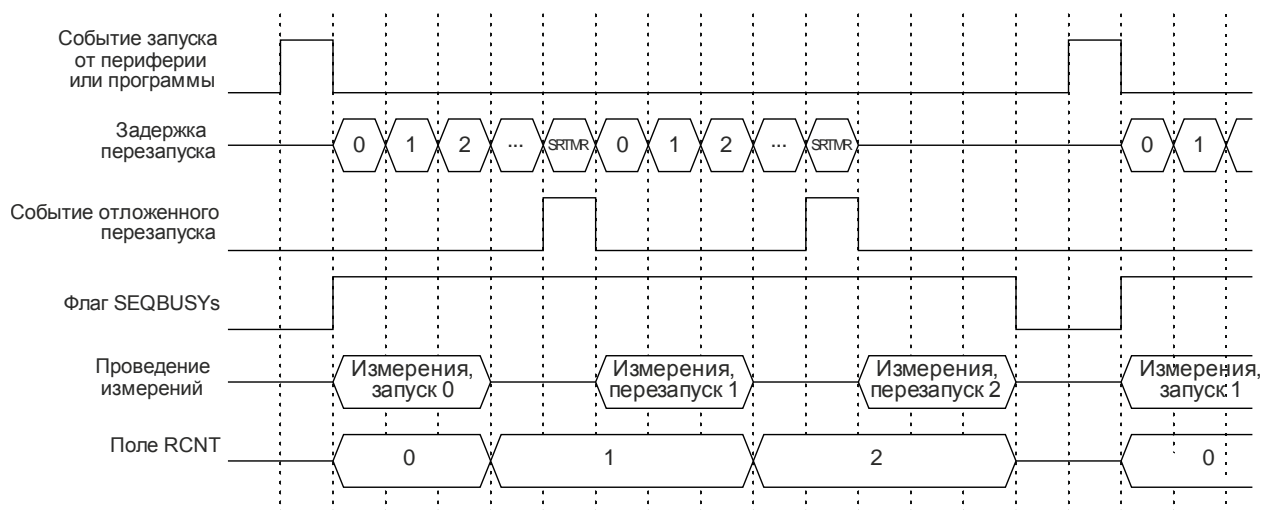 Событие запуска
от периферии
или программы
Задержка
перезапуска
0 1 2 ... SRTMR 0 1 2 ... SRTMR 0 1
Событие отложенного
перезапуска
Флаг SEQBUSYs
Проведение
измерений
Измерения,
запуск 0
Измерения,
перезапуск 1
Измерения,
перезапуск 2
Измерения,
запуск 1
Поле RCNT
0 1 2 0